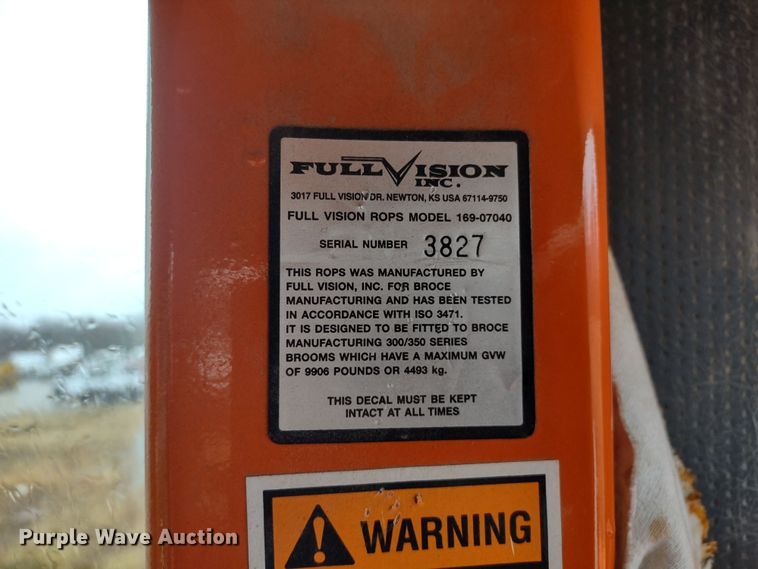 FULL VISION
INC.
3017 FULL VISION DR. NEWTON, KS USA 67114-9750
FULL VISION ROPS MODEL 169-07040
SERIAL NUMBER 3827
THIS ROPS WAS MANUFACTURED BY
FULL VISION, INC. FOR BROCE
MANUFACTURING AND HAS BEEN TESTED
IN ACCORDANCE WITH ISO 3471.
IT IS DESIGNED TO BE FITTED TO BROCE
MANUFACTURING 300/350 SERIES
BROOMS WHICH HAVE A MAXIMUM GVW
OF 9906 POUNDS OR 4493 kg.
THIS DECAL MUST BE KEPT
INTACT AT ALL TIMES
WARNING
Purple Wave Auction